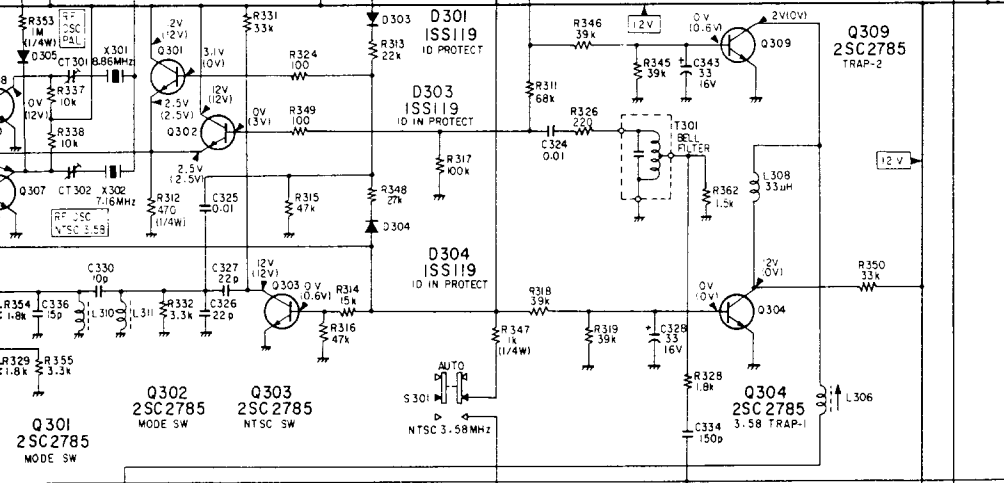 R353
1M
(1/4W)
D305
RF
OSC
PAL
CT301
X301
8.86MHz
R337
10k
0V
(12V)
R338
10k
Q307
CT302
X302
7.16MHz
RF OSC
NTSC 3.58
.2V
(12V)
Q301
3.1V
(0V)
2.5V
(2.5V)
12V
(12V)
Q302
0V
(3V)
2.5V
(2.5V)
R312
470
(1/4W)
C325
0.01
R331
33k
R324
100
R349
100
R315
47k
D303
R313
22k
R348
27k
D304
D301
1SS119
ID PROTECT
D303
1SS119
ID IN PROTECT
R317
100k
D304
1SS119
ID IN PROTECT
R346
39k
12V
0V
(0.6V)
2V(0V)
Q309
R345
39k
C343
33
16V
Q309
2SC2785
TRAP-2
R311
68k
R326
220
C324
0.01
T301
BELL
FILTER
R362
1.5k
L308
33µH
12V
R354
1.8k
C336
15p
C330
10p
L310
L311
R332
3.3k
C327
22p
C326
22p
12V
(12V)
Q303
0V
(0.6V)
R314
15k
R316
47k
R329
1.8k
R355
3.3k
R347
1k
(1/4W)
R318
39k
R319
39k
C328
33
16V
0V
(0V)
12V
(0V)
Q304
R350
33k
AUTO
S301
NTSC 3.58MHz
R328
1.8k
C334
150p
L306
Q301
2SC2785
MODE SW
Q302
2SC2785
MODE SW
Q303
2SC2785
NTSC SW
Q304
2SC2785
3.58 TRAP-1